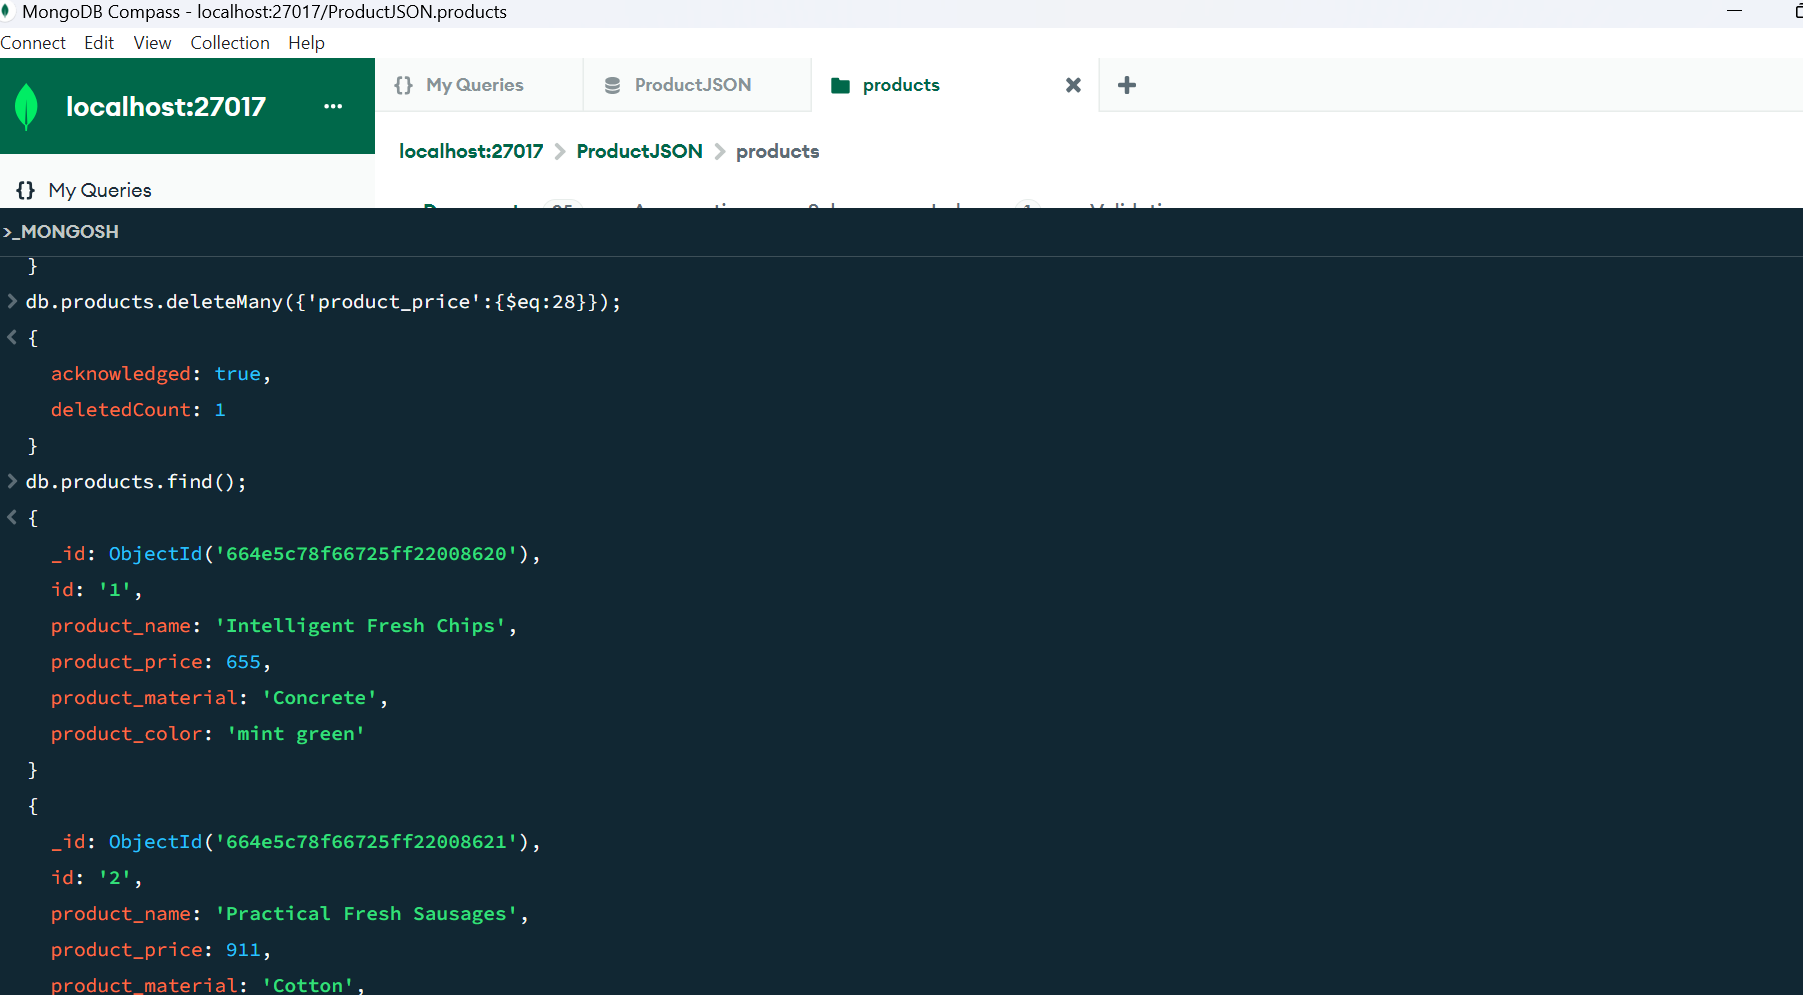 MongoDB Compass - localhost:27017/ProductJSON.products
Connect Edit View Collection Help
localhost:27017 ...
{} My Queries
ProductJSON
products
localhost:27017 > ProductJSON > products
{} My Queries
>_MONGOSH
}
> db.products.deleteMany({'product_price':{$eq:28}});
< {
acknowledged: true,
deletedCount: 1
}
> db.products.find();
< {
_id: ObjectId('664e5c78f66725ff22008620'),
id: '1',
product_name: 'Intelligent Fresh Chips',
product_price: 655,
product_material: 'Concrete',
product_color: 'mint green'
}
{
_id: ObjectId('664e5c78f66725ff22008621'),
id: '2',
product_name: 'Practical Fresh Sausages',
product_price: 911,
product_material: 'Cotton',